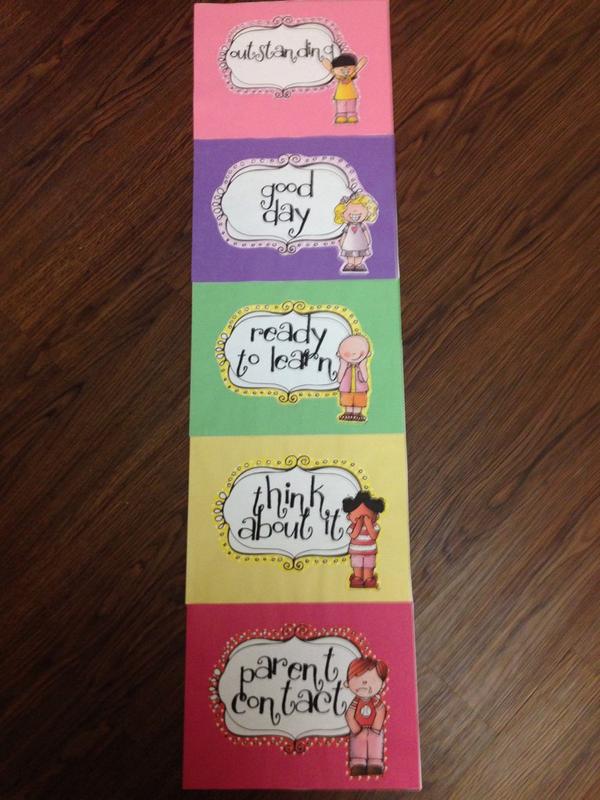 outstanding
good
day
ready
to learn
think
about it
parent
contact